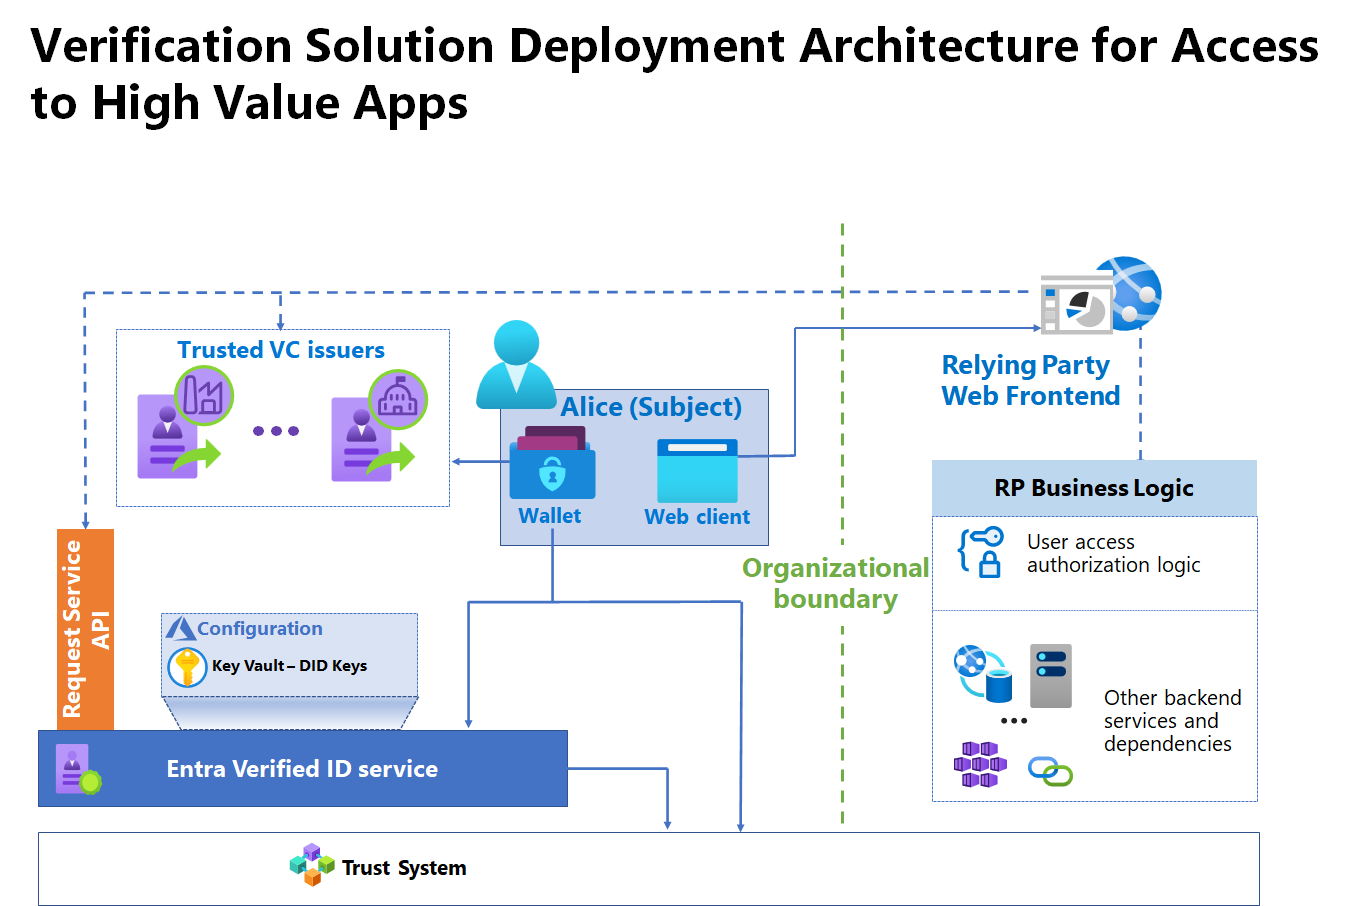 Verification Solution Deployment Architecture for Access
to High Value Apps
Trusted VC issuers
Alice (Subject)
Wallet
Web client
Relying Party
Web Frontend
RP Business Logic
User access
authorization logic
Organizational
boundary
Request Service
API
Configuration
Key Vault – DID Keys
Other backend
services and
dependencies
Entra Verified ID service
Trust System